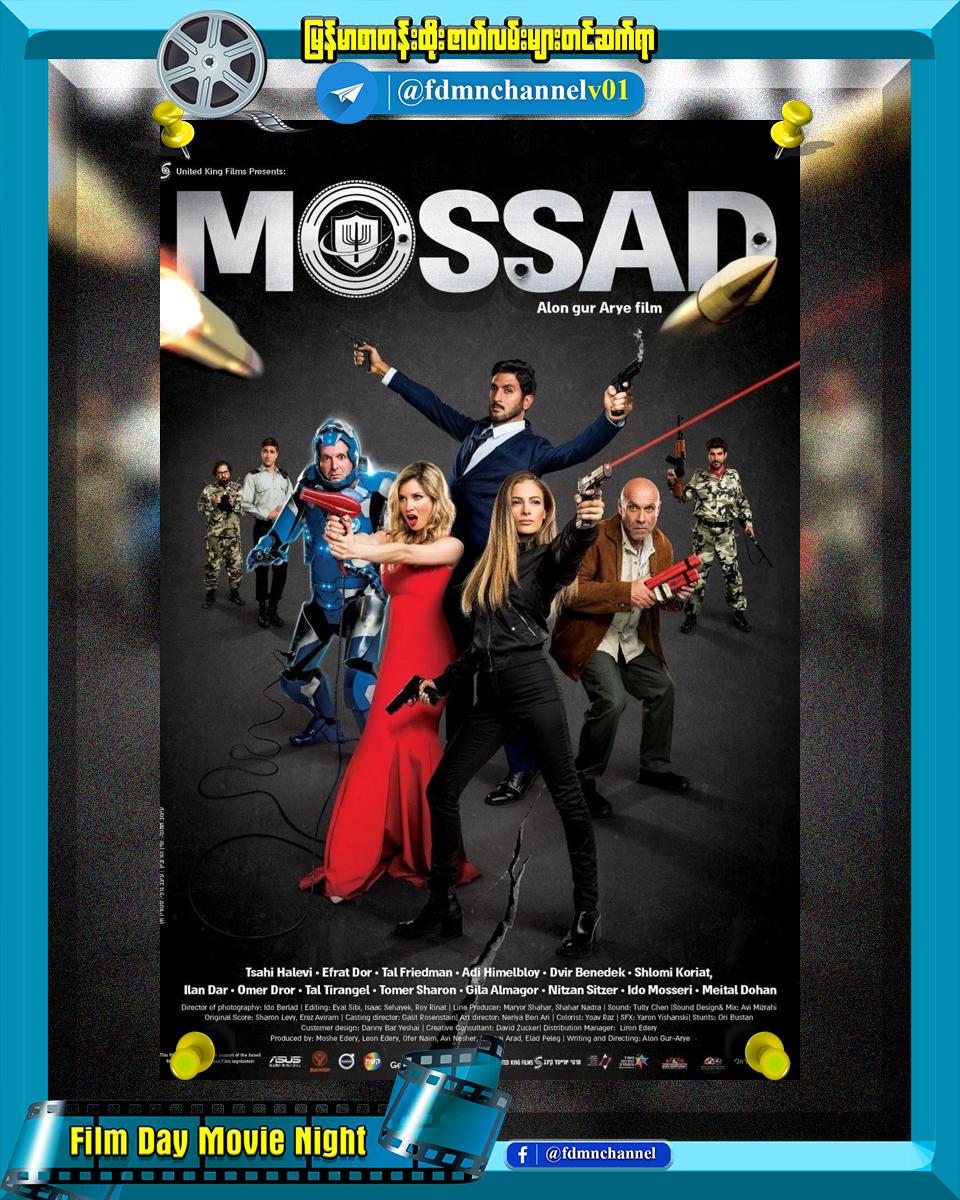 မြန်မာစာတန်းထိုးဇာတ်လမ်းများတင်ဆက်ရာ
@fdmnchannelv01
United King Films Presents:
MOSSAD
Alon gur Arye film
Tsahi Halevi • Efrat Dor • Tal Friedman • Adi Himelbloy • Dvir Benedek • Shlomi Koriat,
Ilan Dar • Omer Dror • Tal Tirangel • Tomer Sharon • Gila Almagor • Nitzan Sitzer • Ido Mosseri • Meital Dohan
Director of photography: Ido Berlad | Editing: Eyal Sibi, Isaac Sehayek, Roy Rinat | Line Producer: Maryor Shahar, Shahar Nadra | Sound: Tully Chen |Sound Design& Mix: Avi Mizrahi
Original Score: Sharon Levy, Erez Aviram | Casting director: Galit Rosenstain| Art director: Neriya Ben Ari | Colorist: Yoav Raz | SFX: Yaron Yishanski| Stunts: Ori Bustan
Customer design: Danny Bar Yeshai | Creative Consultant: David Zucker| Distribution Manager: Liron Edery
Produced by: Moshe Edery, Leon Edery, Ofer Naim, Avi Nesher, Arad, Elad Peleg | Writing and Directing: Alon Gur-Arye
ASUS
Film Day Movie Night
@fdmnchannel